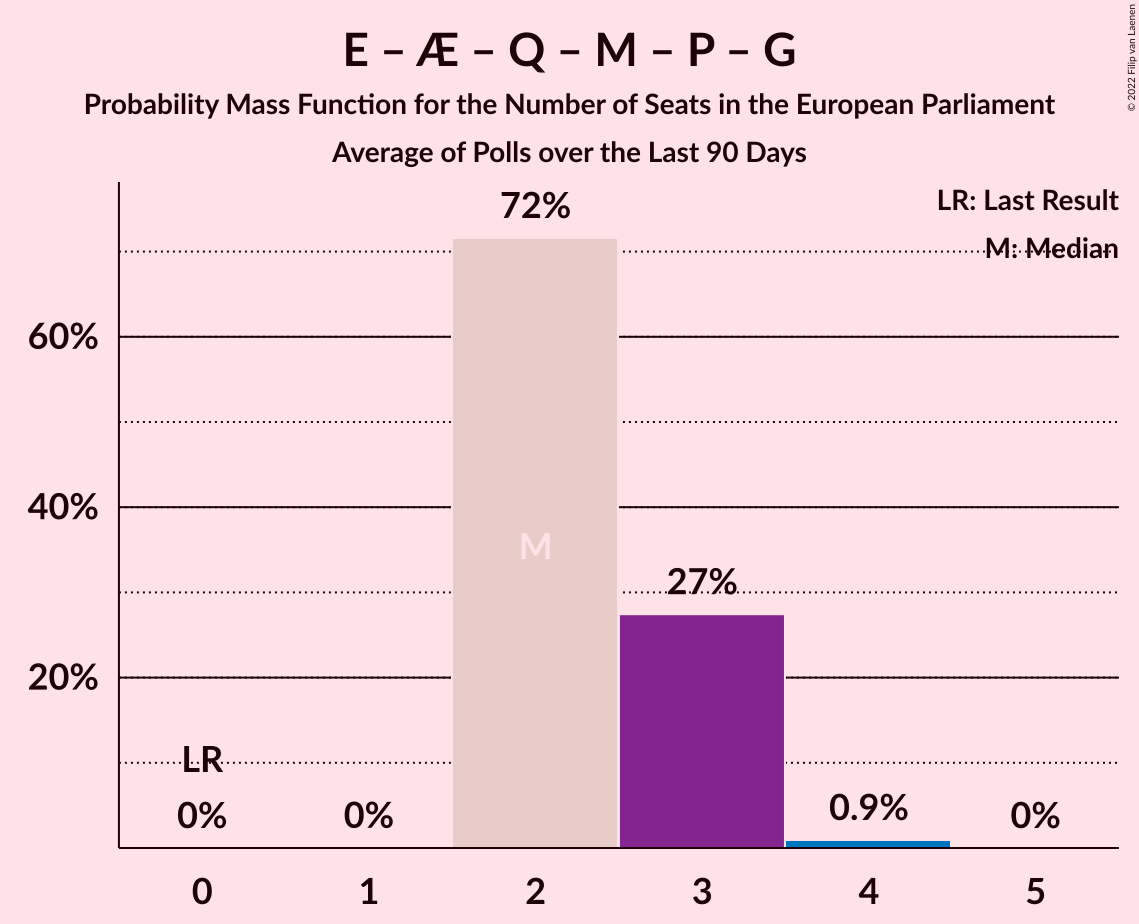 E – Æ – Q – M – P – G
Probability Mass Function for the Number of Seats in the European Parliament
Average of Polls over the Last 90 Days
© 2022 Filip van Laenen
LR: Last Result
M: Median
72%
60%
40%
M
27%
20%
LR
0%
0%
0.9%
0%
0
1
2
3
4
5